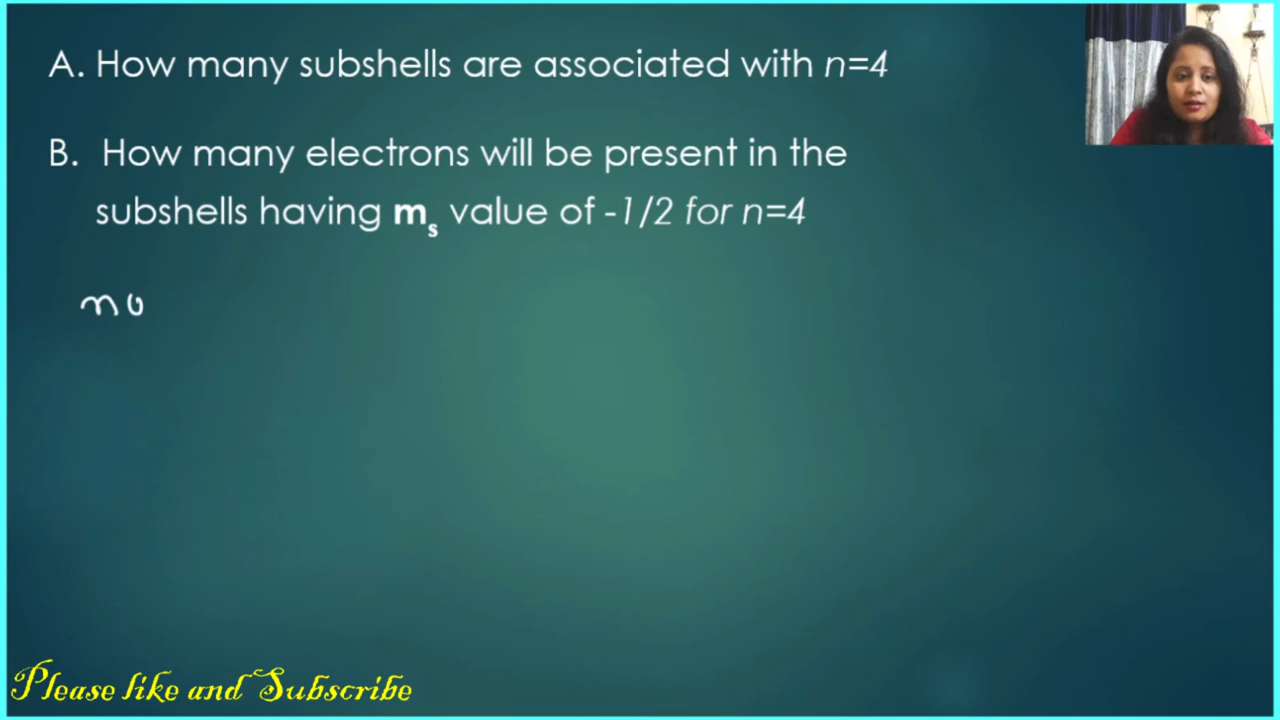 A. How many subshells are associated with n=4
B. How many electrons will be present in the
subshells having mₛ value of -1/2 for n=4
Please like and Subscribe